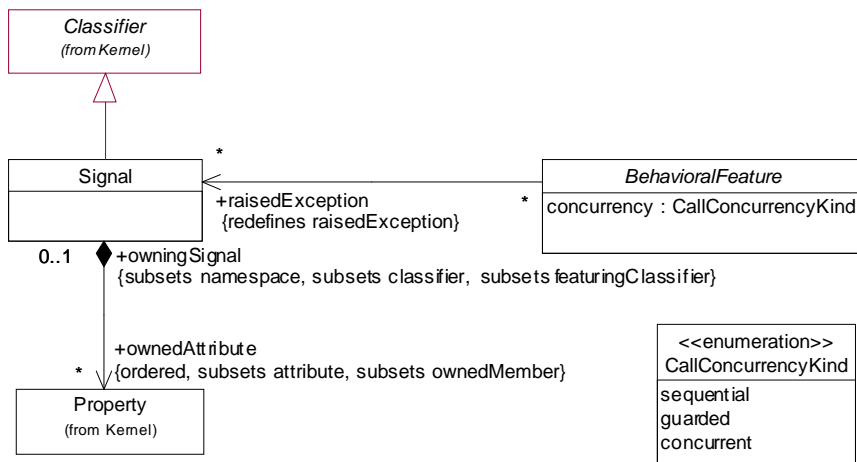 Classifier
(from Kernel)
Signal
*
+raisedException
{redefines raisedException}
*
BehavioralFeature
concurrency : CallConcurrencyKind
0..1
+owningSignal
{subsets namespace, subsets classifier, subsets featuringClassifier}
+ownedAttribute
*
{ordered, subsets attribute, subsets ownedMember}
Property
(from Kernel)
<<enumeration>>
CallConcurrencyKind
sequential
guarded
concurrent